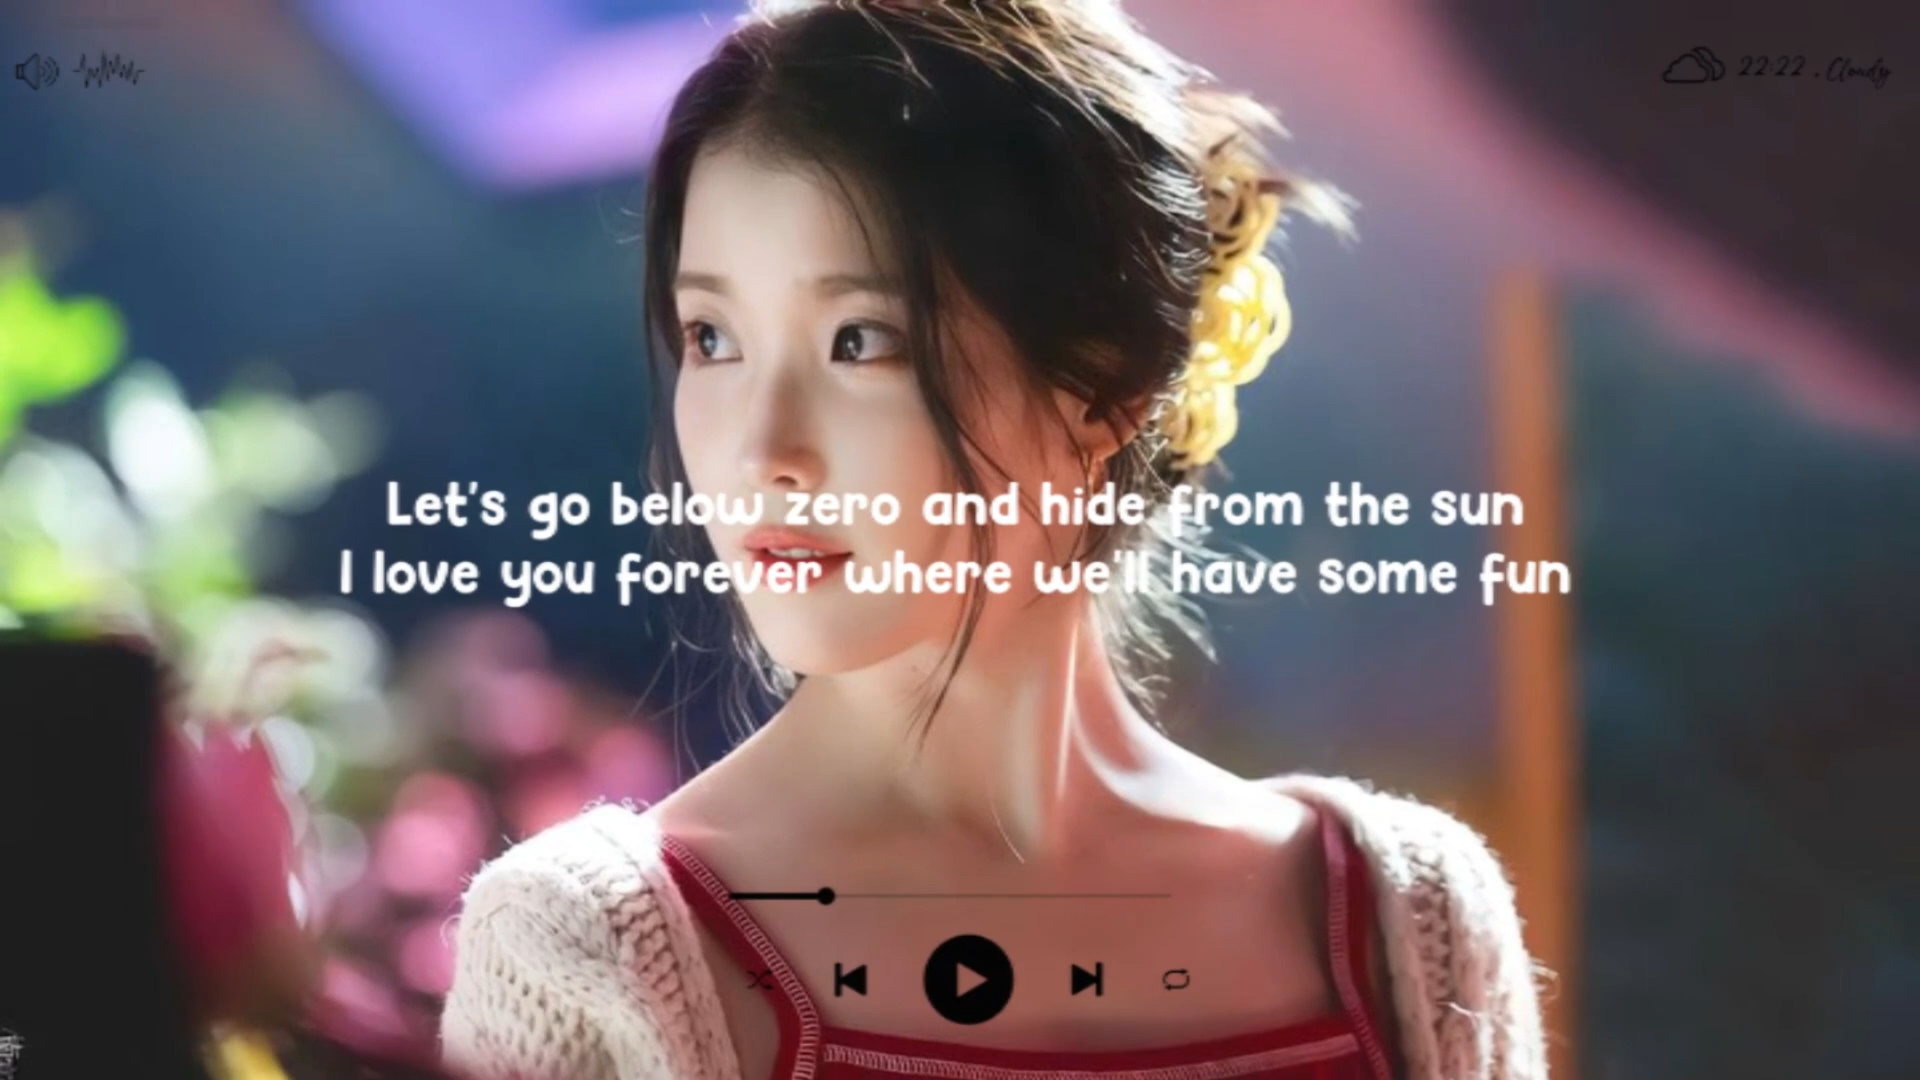 22:22 . Cloudy
Let's go below zero and hide from the sun
I love you forever where we'll have some fun